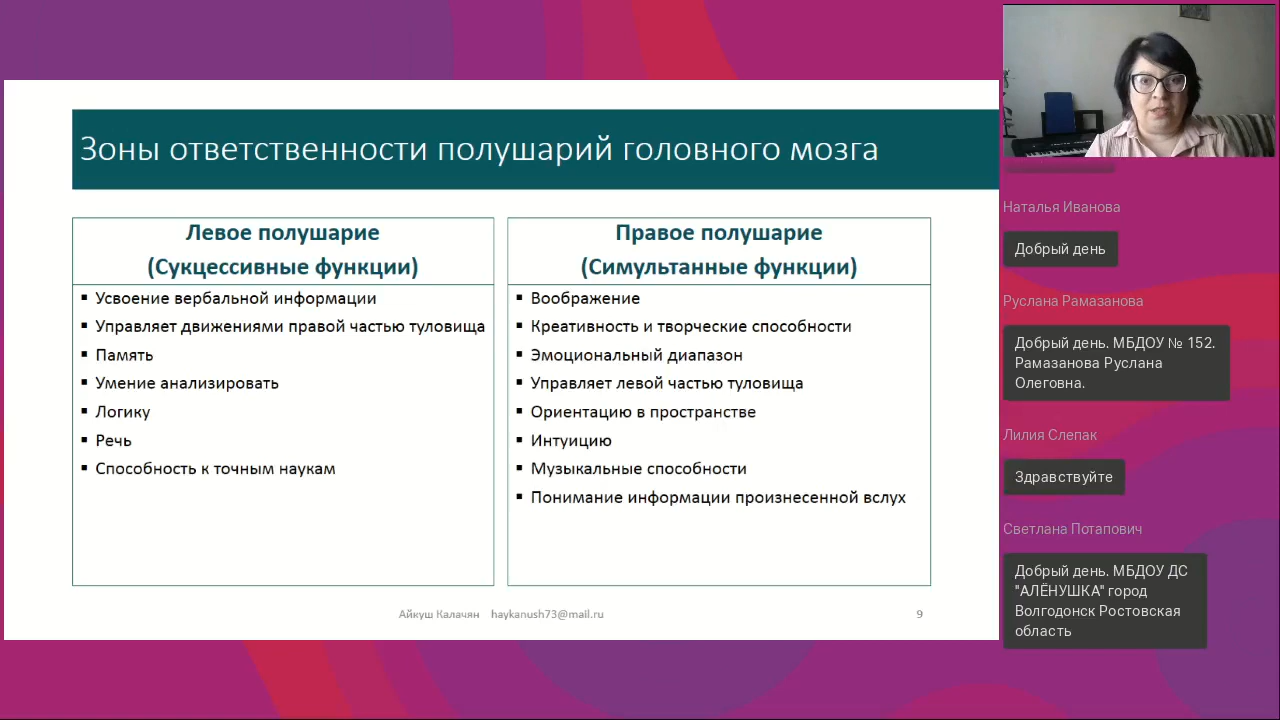 Зоны ответственности полушарий головного мозга
Левое полушарие
(Сукцессивные функции)
▪ Усвоение вербальной информации
▪ Управляет движениями правой частью туловища
▪ Память
▪ Умение анализировать
▪ Логику
▪ Речь
▪ Способность к точным наукам
Правое полушарие
(Симультанные функции)
▪ Воображение
▪ Креативность и творческие способности
▪ Эмоциональный диапазон
▪ Управляет левой частью туловища
▪ Ориентацию в пространстве
▪ Интуицию
▪ Музыкальные способности
▪ Понимание информации произнесенной вслух
Айкуш Калачян haykanush73@mail.ru
9
Наталья Иванова
Добрый день
Руслана Рамазанова
Добрый день. МБДОУ № 152.
Рамазанова Руслана
Олеговна.
Лилия Слепак
Здравствуйте
Светлана Потапович
Добрый день. МБДОУ ДС
"АЛЁНУШКА" город
Волгодонск Ростовская
область